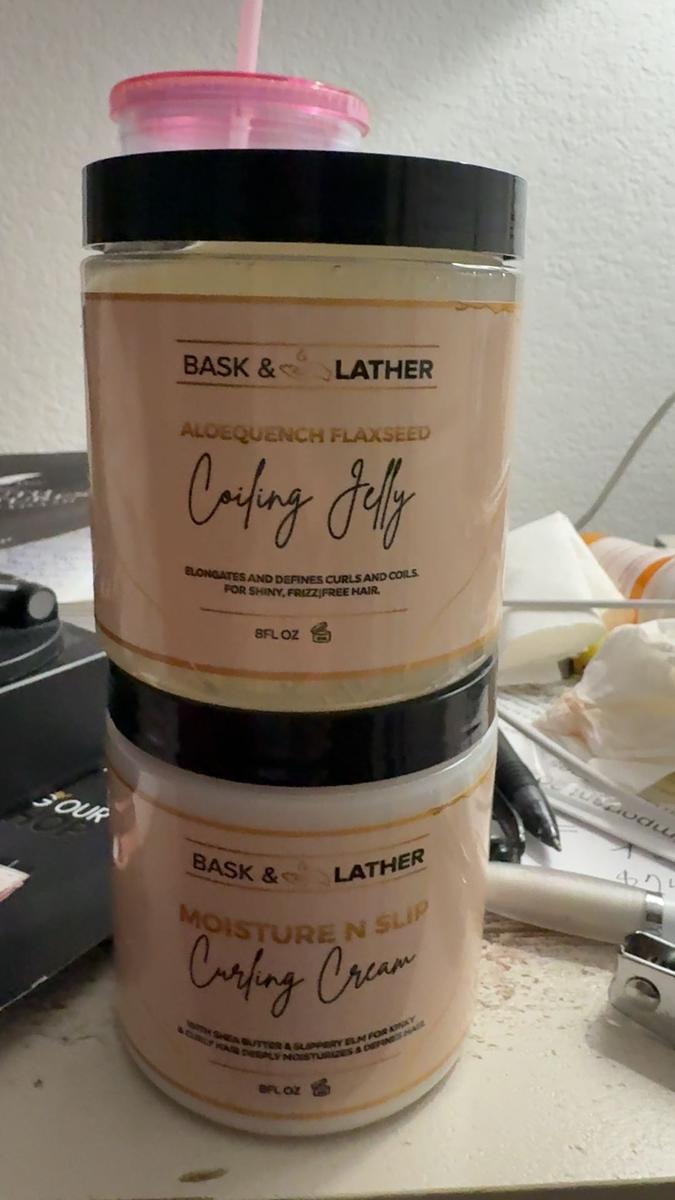 BASK & LATHER
ALOEQUENCH FLAXSEED
Coiling Jelly
ELONGATES AND DEFINES CURLS AND COILS.
FOR SHINY, FRIZZ|FREE HAIR.
8FL OZ
BASK & LATHER
MOISTURE N SLIP
Curling Cream
WITH SHEA BUTTER & SLIPPERY ELM FOR KINKY
& CURLY HAIR DEEPLY MOISTURIZES & DEFINES HAIR.
8FL OZ
OUR